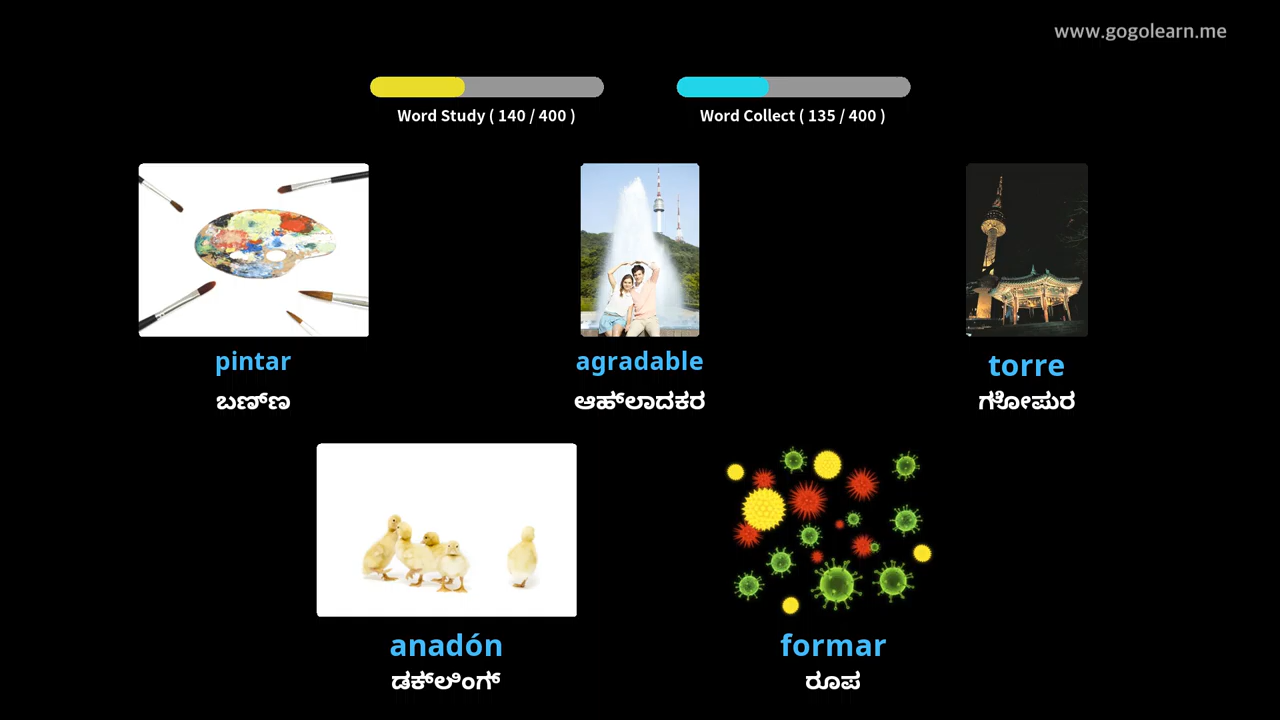 www.gogolearn.me
Word Study ( 140 / 400 )
Word Collect ( 135 / 400 )
pintar
agradable
torre
ಬಣ್ಣ
ಆಹ್ಲಾದಕರ
ಗೋಪುರ
anadón
formar
ಡಕ್ಲಿಂಗ್
ರೂಪ